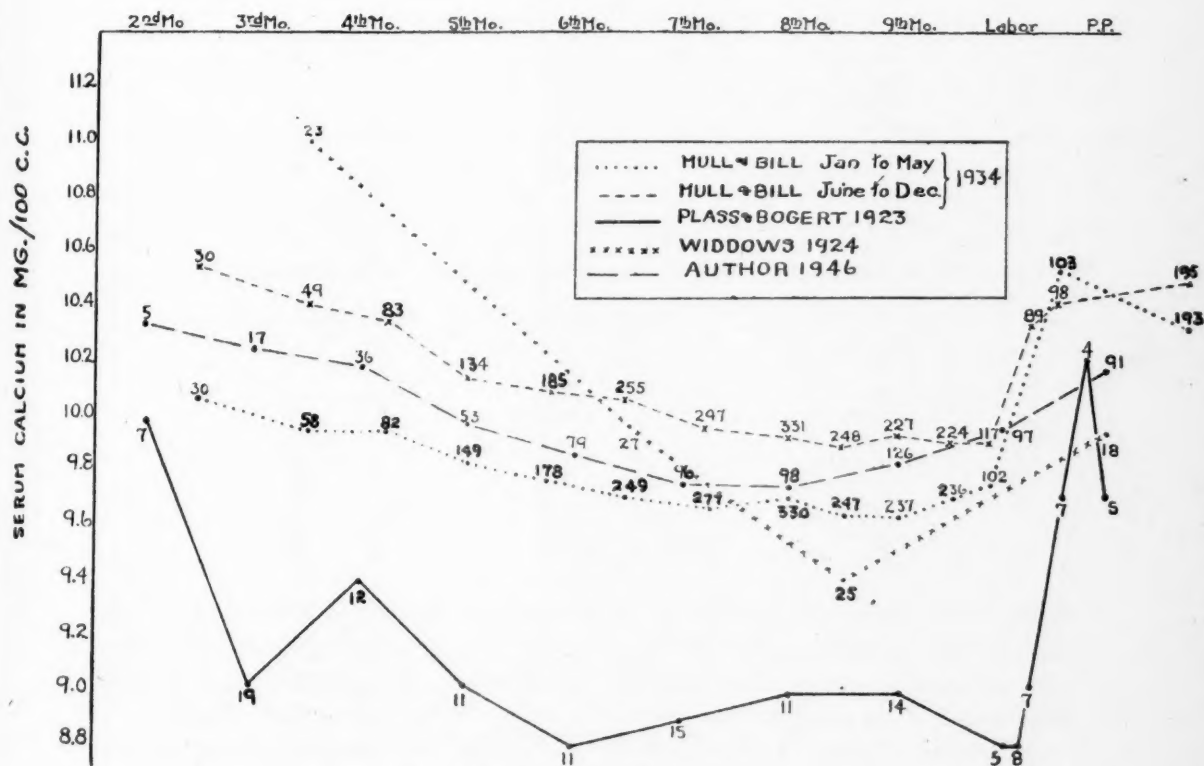 2nd Mo 3rd Mo. 4th Mo. 5th Mo. 6th Mo. 7th Mo. 8th Mo. 9th Mo. Labor P.P.
SERUM CALCIUM IN MG./100 C.C.
11.2
11.0
10.8
10.6
10.4
10.2
10.0
9.8
9.6
9.4
9.2
9.0
8.8
HULL & BILL Jan to May
HULL & BILL June to Dec.
1934
PLASS & BOGERT 1923
WIDDOWS 1924
AUTHOR 1946
23
30 49 83 134 185 255 297 331 248 227 224 117 89 98 195
5 17 36 53 79 96 98 126 97 91
30 58 82 149 178 249 277 330 247 237 236 102 103 193
27 25 18
7 19 12 11 11 15 11 14 5 8 7 7 4 5